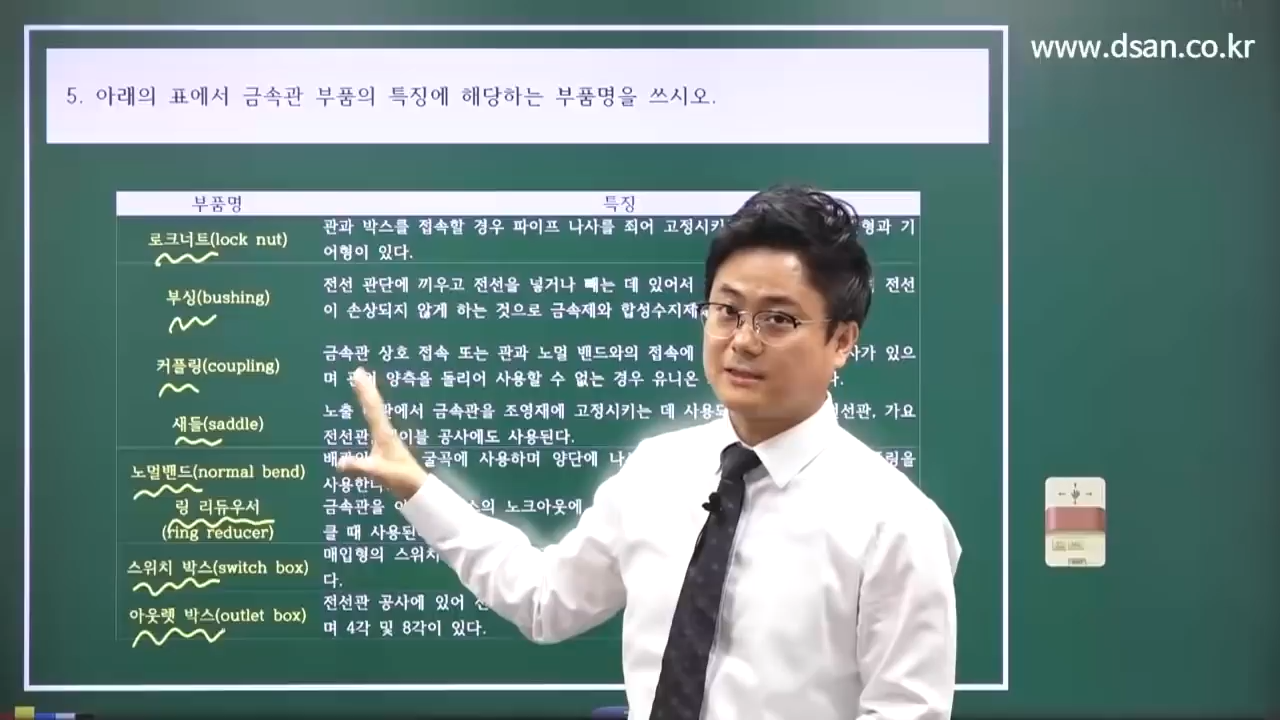 www.dsan.co.kr
5. 아래의 표에서 금속관 부품의 특징에 해당하는 부품명을 쓰시오.
부품명 특징
로크너트(lock nut) 관과 박스를 접속할 경우 파이프 나사를 죄어 고정시키 형과 기
어형이 있다.
부싱(bushing) 전선 관단에 끼우고 전선을 넣거나 빼는 데 있어서 전선
이 손상되지 않게 하는 것으로 금속제와 합성수지제
커플링(coupling) 금속관 상호 접속 또는 관과 노멀 밴드와의 접속에 사가 있으
며 양측을 돌리어 사용할 수 없는 경우 유니온
새들(saddle) 노출 관에서 금속관을 조영재에 고정시키는 데 사용 전선관, 가요
전선관, 이블 공사에도 사용된다.
노멀밴드(normal bend) 굴곡에 사용하며 양단에 나 링을
사용한
링 리듀우서 금속관을 스의 노크아웃에
(ring reducer) 클 때 사용된
스위치 박스(switch box) 매입형의 스위치
다.
아웃렛 박스(outlet box) 전선관 공사에 있어
며 4각 및 8각이 있다.